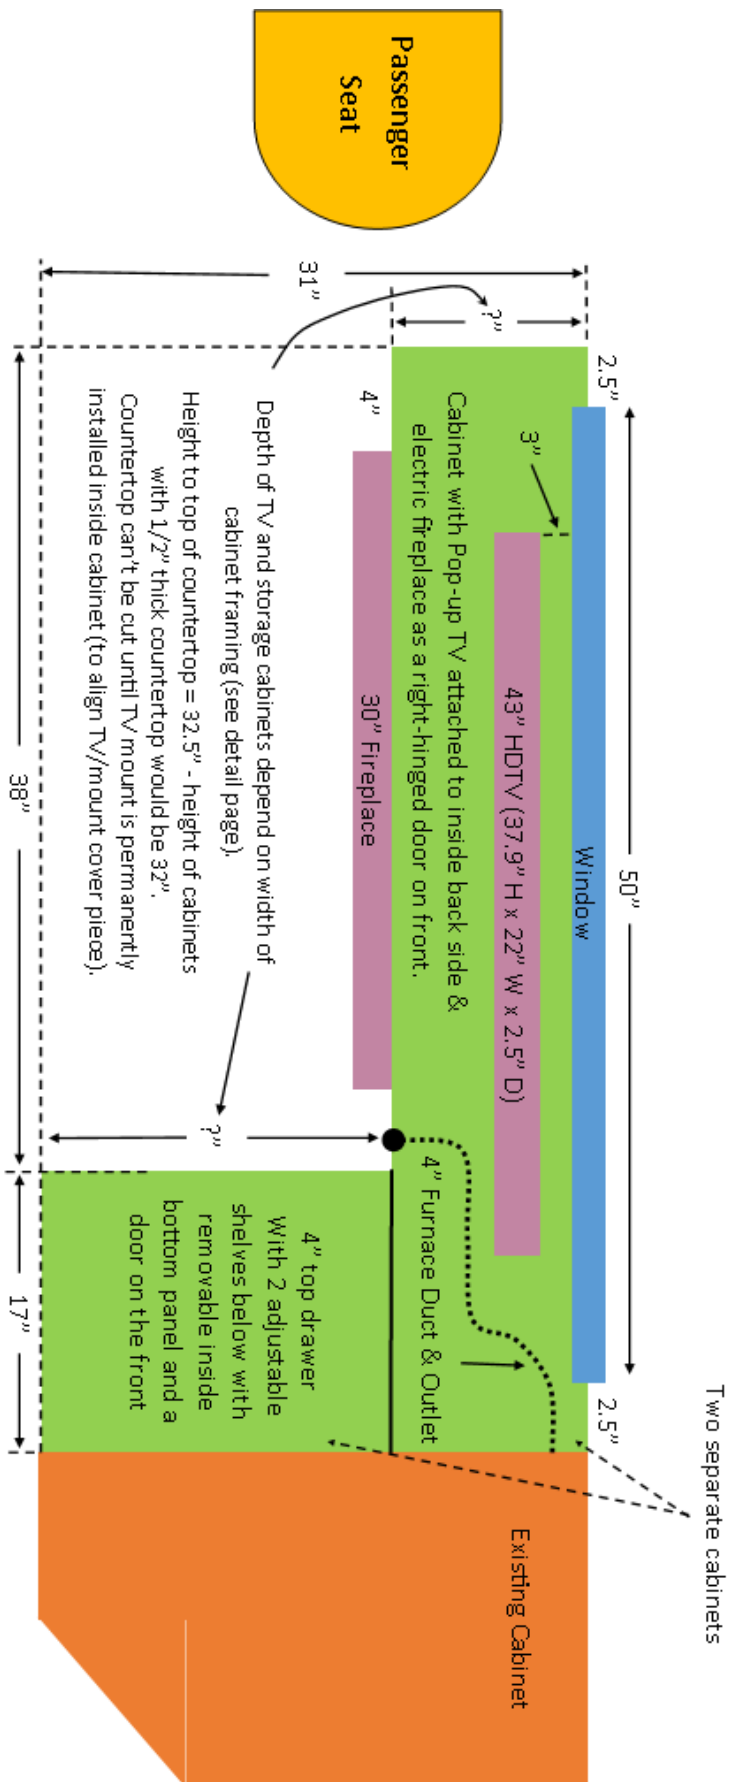 Passenger
Seat
Two separate cabinets
2.5”
50”
2.5”
Window
Existing Cabinet
3”
43” HDTV (37.9” H x 22” W x 2.5” D)
?”
Cabinet with Pop-up TV attached to inside back side &
electric fireplace as a right-hinged door on front.
4” Furnace Duct & Outlet
31”
4”
30” Fireplace
Depth of TV and storage cabinets depend on width of
cabinet framing (see detail page).
Height to top of countertop = 32.5” - height of cabinets
with 1/2” thick countertop would be 32”.
Countertop can’t be cut until TV mount is permanently
installed inside cabinet (to align TV/mount cover piece).
?”
4” top drawer
With 2 adjustable
shelves below with
removable inside
bottom panel and a
door on the front
38”
17”